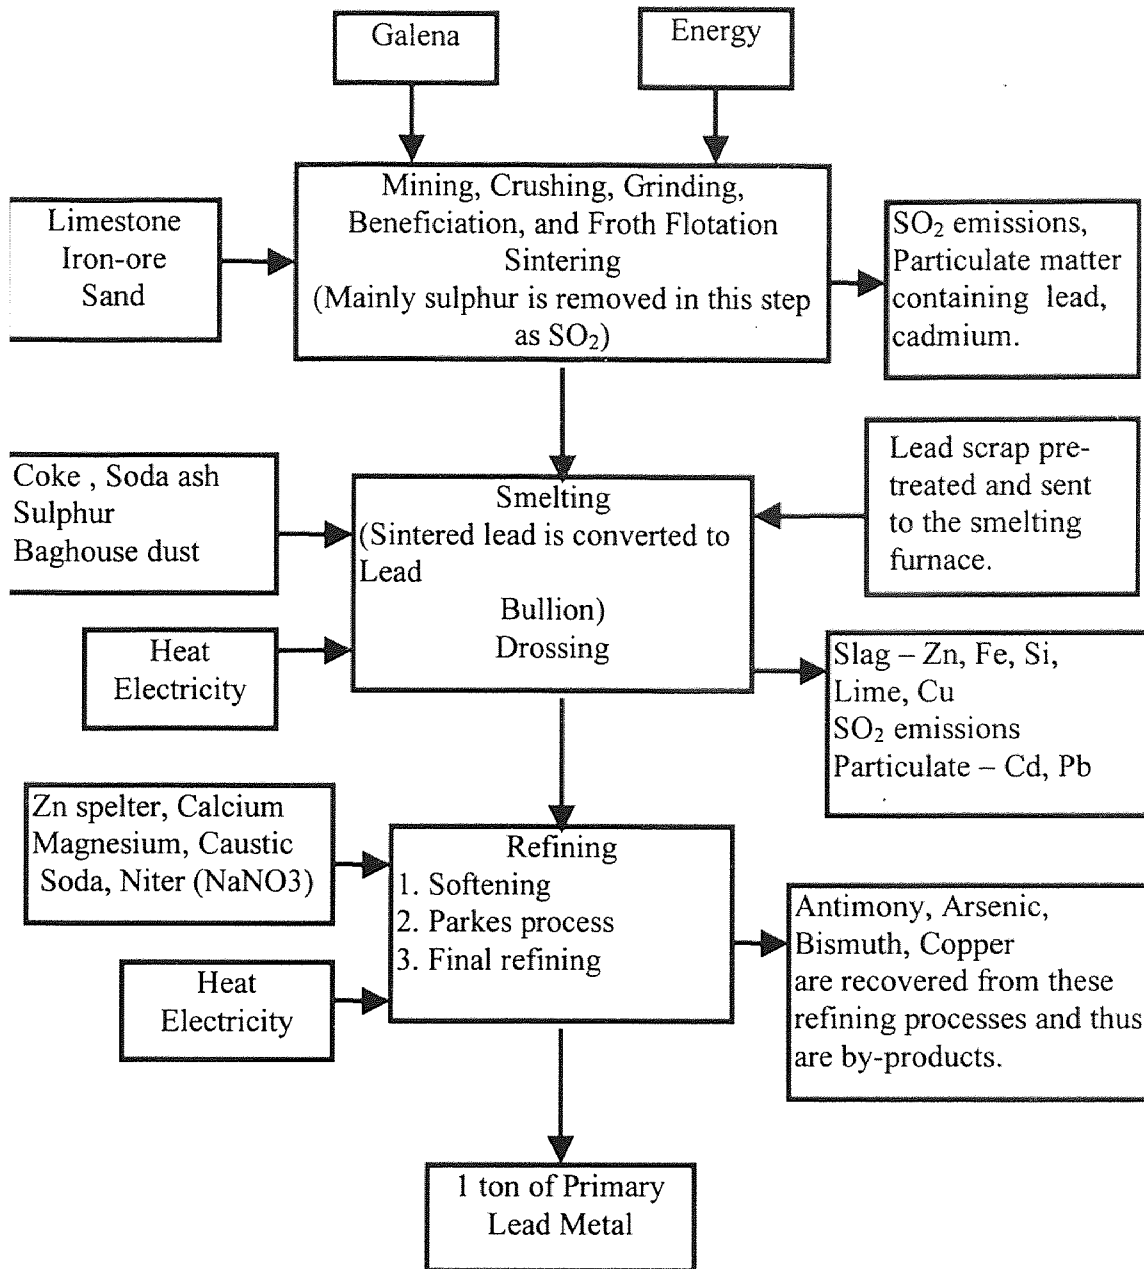 Galena
Energy
Mining, Crushing, Grinding,
Beneficiation, and Froth Flotation
Sintering
(Mainly sulphur is removed in this step
as SO₂)
Limestone
Iron-ore
Sand
SO₂ emissions,
Particulate matter
containing lead,
cadmium.
Coke , Soda ash
Sulphur
Baghouse dust
Smelting
(Sintered lead is converted to
Lead
Bullion)
Drossing
Lead scrap pre-
treated and sent
to the smelting
furnace.
Heat
Electricity
Slag – Zn, Fe, Si,
Lime, Cu
SO₂ emissions
Particulate – Cd, Pb
Zn spelter, Calcium
Magnesium, Caustic
Soda, Niter (NaNO3)
Refining
1. Softening
2. Parkes process
3. Final refining
Heat
Electricity
Antimony, Arsenic,
Bismuth, Copper
are recovered from these
refining processes and thus
are by-products.
1 ton of Primary
Lead Metal